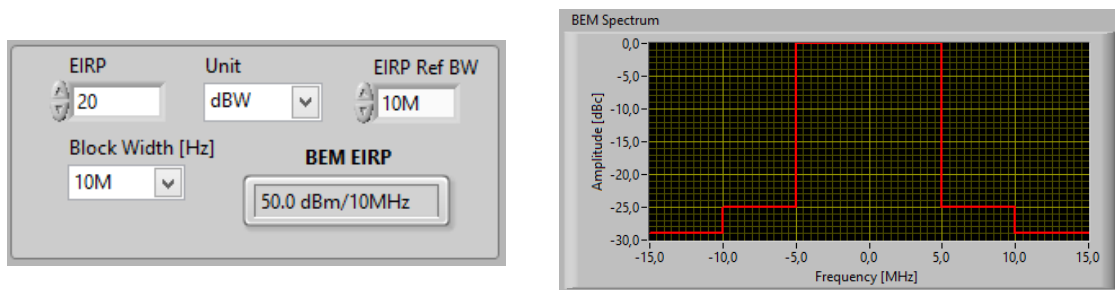 EIRP Unit EIRP Ref BW
20 dBW 10M
Block Width [Hz] BEM EIRP
10M 50.0 dBm/10MHz
BEM Spectrum
Amplitude [dBc]
0,0
-5,0
-10,0
-15,0
-20,0
-25,0
-30,0
-15,0 -10,0 -5,0 0,0 5,0 10,0 15,0
Frequency [MHz]